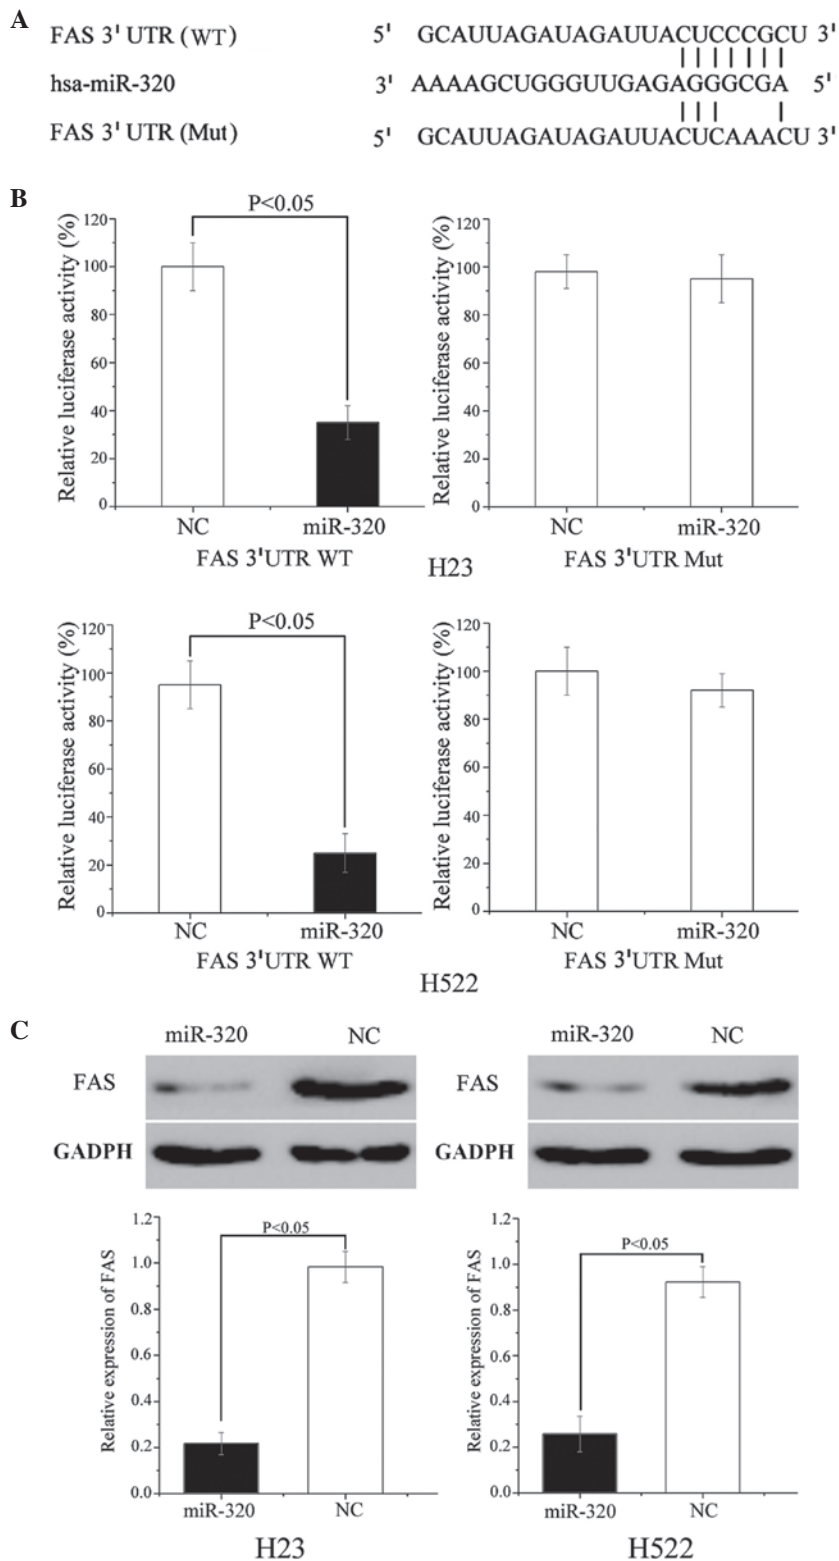 A
FAS 3' UTR (WT) 5' GCAUUAGAUAGAUUACUCCCGCU 3'
hsa-miR-320 3' AAAAGCUGGGUUGAGAGGGCGA 5'
FAS 3' UTR (Mut) 5' GCAUUAGAUAGAUUACUCAAACU 3'
B
P<0.05
Relative luciferase activity (%)
120
100
80
60
40
20
0
NC miR-320
FAS 3'UTR WT
Relative luciferase activity (%)
120
100
80
60
40
20
0
NC miR-320
FAS 3'UTR Mut
H23
P<0.05
Relative luciferase activity (%)
120
100
80
60
40
20
0
NC miR-320
FAS 3'UTR WT
Relative luciferase activity (%)
120
100
80
60
40
20
0
NC miR-320
FAS 3'UTR Mut
H522
C
miR-320 NC
FAS
GADPH
miR-320 NC
FAS
GADPH
P<0.05
Relative expression of FAS
1.2
1.0
0.8
0.6
0.4
0.2
0.0
miR-320 NC
H23
P<0.05
Relative expression of FAS
1.2
1.0
0.8
0.6
0.4
0.2
0.0
miR-320 NC
H522